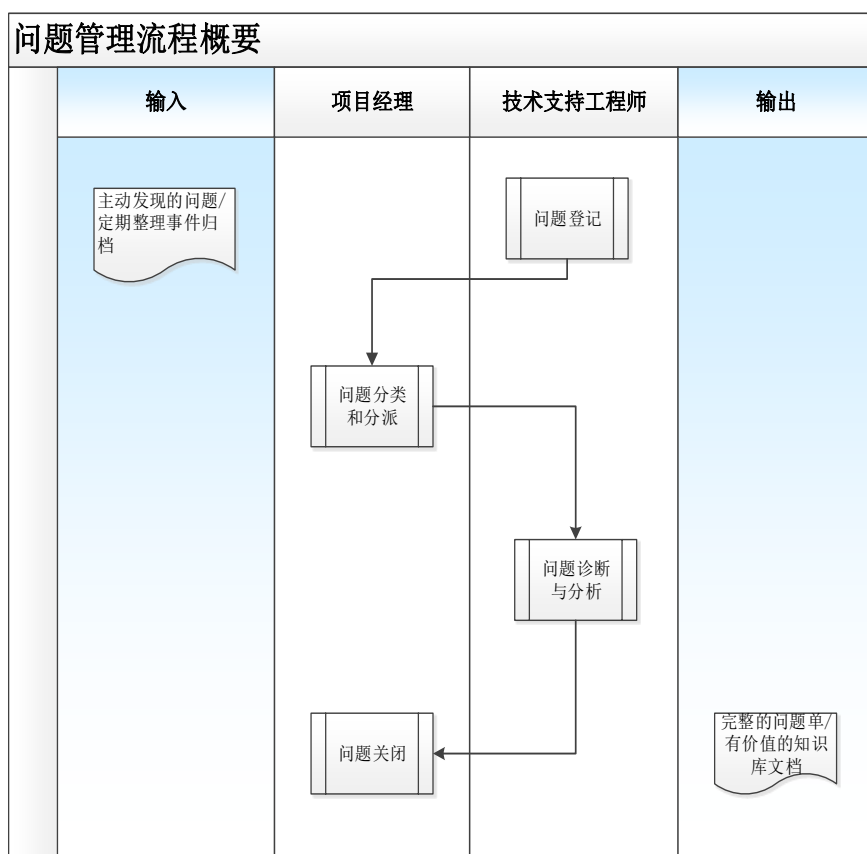 问题管理流程概要
输入
项目经理
技术支持工程师
输出
主动发现的问题/
定期整理事件归
档
问题登记
问题分类
和分派
问题诊断
与分析
问题关闭
完整的问题单/
有价值的知识
库文档